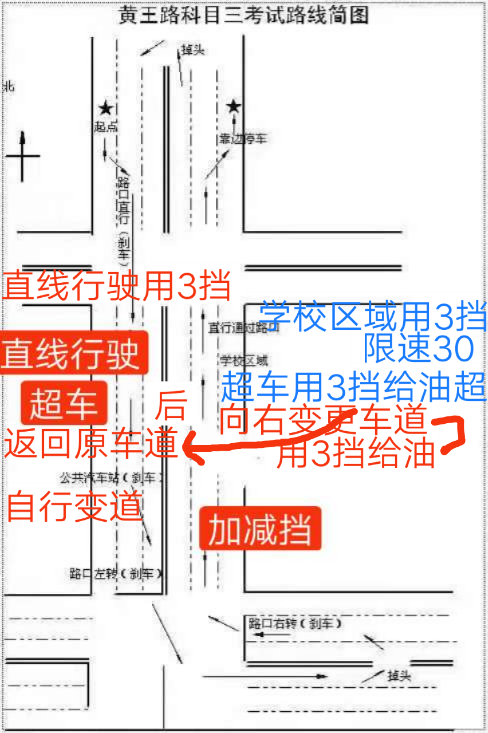 黄王路科目三考试路线简图
掉头
北
起点
靠边停车
路口直行（刹车）
直线行驶用3挡
学校区域用3挡
限速30
直行通过路口
直线行驶
学校区域
超车用3挡给油超
超车
后
向右变更车道
返回原车道
用3挡给油
公共汽车站（刹车）
自行变道
加减挡
路口左转（刹车）
路口右转（刹车）
掉头